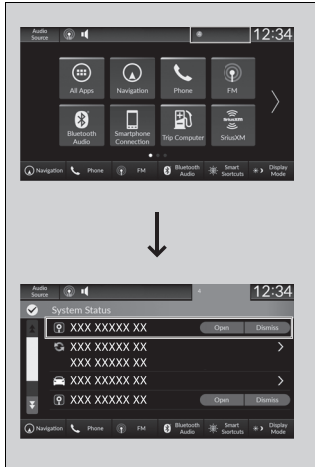 Audio
Source
12:34
All Apps
Navigation
Phone
FM
Bluetooth
Audio
Smartphone
Connection
Trip Computer
SiriusXM
Navigation
Phone
FM
Bluetooth
Audio
Smart
Shortcuts
Display
Mode
Audio
Source
12:34
System Status
XXX XXXXX XX
Open
Dismiss
XXX XXXXX XX
XXX XXXXX XX
XXX XXXXX XX
XXX XXXXX XX
Open
Dismiss
Navigation
Phone
FM
Bluetooth
Audio
Smart
Shortcuts
Display
Mode